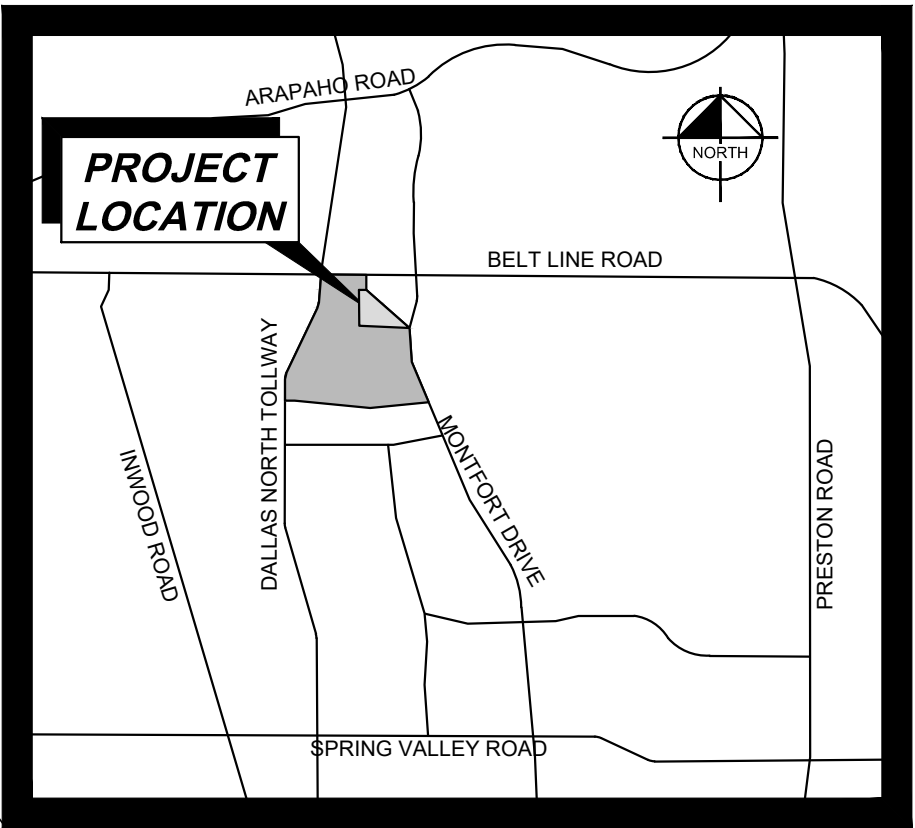 ARAPAHO ROAD
NORTH
PROJECT
LOCATION
BELT LINE ROAD
DALLAS NORTH TOLLWAY
INWOOD ROAD
MONTFORT DRIVE
PRESTON ROAD
SPRING VALLEY ROAD